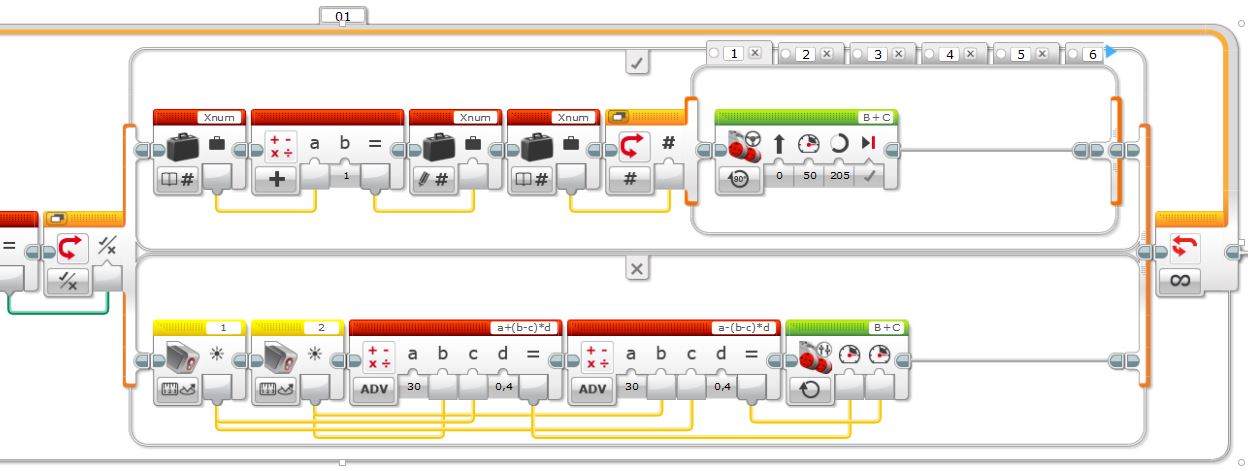 01
1 2 3 4 5 6
Xnum Xnum Xnum B+C
a b = #
# 1 # # # 90° 0 50 205
=
1 2 a+(b-c)*d a-(b-c)*d B+C
a b c d = a b c d =
ADV 30 0,4 ADV 30 0,4